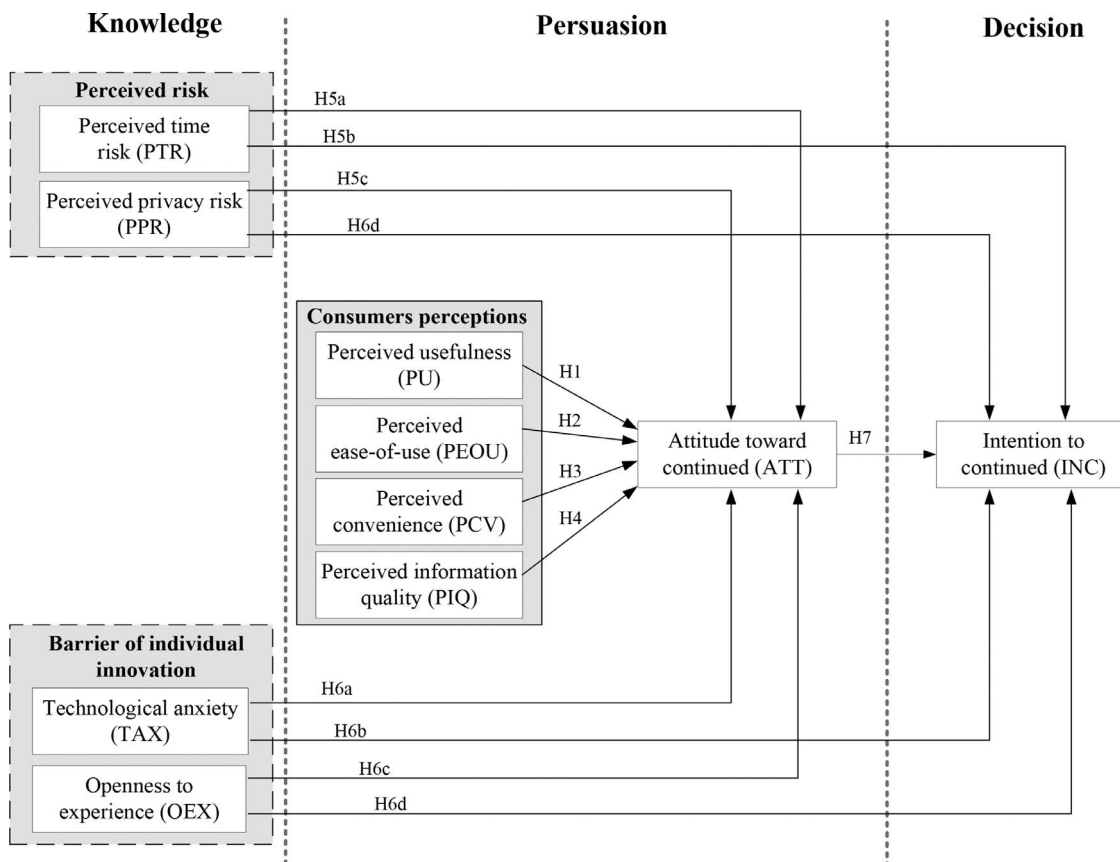 Knowledge
Persuasion
Decision
Perceived risk
Perceived time
risk (PTR)
Perceived privacy risk
(PPR)
H5a
H5b
H5c
H6d
Consumers perceptions
Perceived usefulness
(PU)
Perceived
ease-of-use (PEOU)
Perceived
convenience (PCV)
Perceived information
quality (PIQ)
H1
H2
H3
H4
Attitude toward
continued (ATT)
H7
Intention to
continued (INC)
Barrier of individual
innovation
Technological anxiety
(TAX)
Openness to
experience (OEX)
H6a
H6b
H6c
H6d